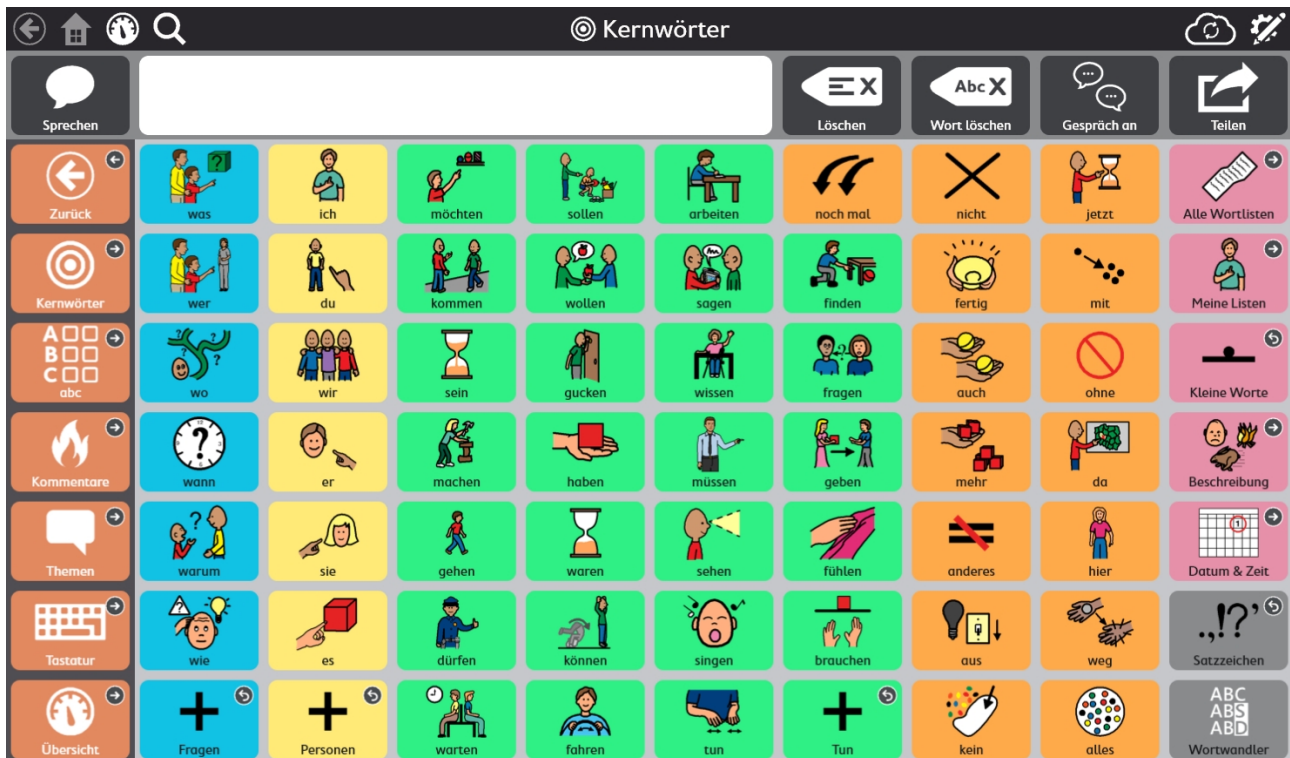 Kernwörter
Sprechen
Abc X
X
Löschen
Wort löschen
Gespräch an
Teilen
Zurück
was
ich
möchten
sollen
arbeiten
noch mal
nicht
jetzt
Alle Wortlisten
Kernwörter
wer
du
kommen
wollen
sagen
finden
fertig
mit
Meine Listen
A
B
C
abc
wo
wir
sein
gucken
wissen
fragen
auch
ohne
Kleine Worte
Kommentare
wann
er
machen
haben
müssen
geben
mehr
da
Beschreibung
Themen
warum
sie
gehen
waren
sehen
fühlen
anderes
hier
1
Datum & Zeit
Tastatur
wie
es
dürfen
können
singen
brauchen
aus
weg
.,!?’
Satzzeichen
Übersicht
Fragen
Personen
warten
fahren
tun
Tun
kein
alles
ABC
ABS
ABD
Wortwandler